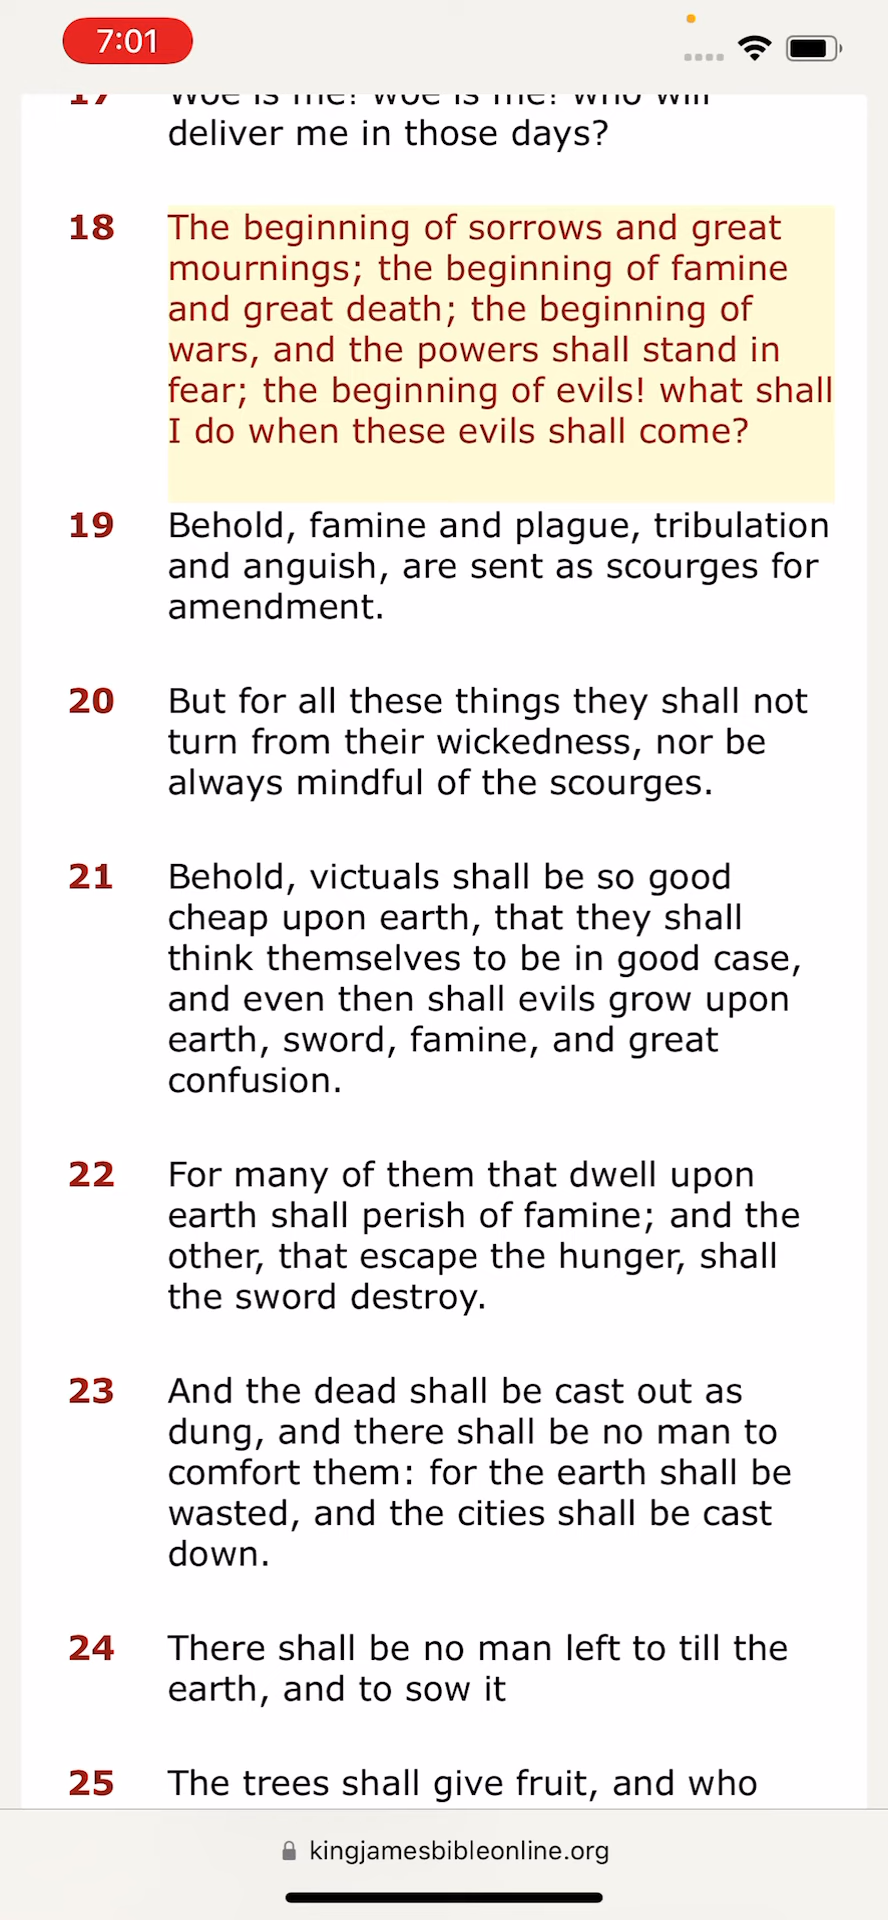 7:01
17 Woe is me! woe is me! who will
deliver me in those days?
18 The beginning of sorrows and great
mournings; the beginning of famine
and great death; the beginning of
wars, and the powers shall stand in
fear; the beginning of evils! what shall
I do when these evils shall come?
19 Behold, famine and plague, tribulation
and anguish, are sent as scourges for
amendment.
20 But for all these things they shall not
turn from their wickedness, nor be
always mindful of the scourges.
21 Behold, victuals shall be so good
cheap upon earth, that they shall
think themselves to be in good case,
and even then shall evils grow upon
earth, sword, famine, and great
confusion.
22 For many of them that dwell upon
earth shall perish of famine; and the
other, that escape the hunger, shall
the sword destroy.
23 And the dead shall be cast out as
dung, and there shall be no man to
comfort them: for the earth shall be
wasted, and the cities shall be cast
down.
24 There shall be no man left to till the
earth, and to sow it
25 The trees shall give fruit, and who
kingjamesbibleonline.org